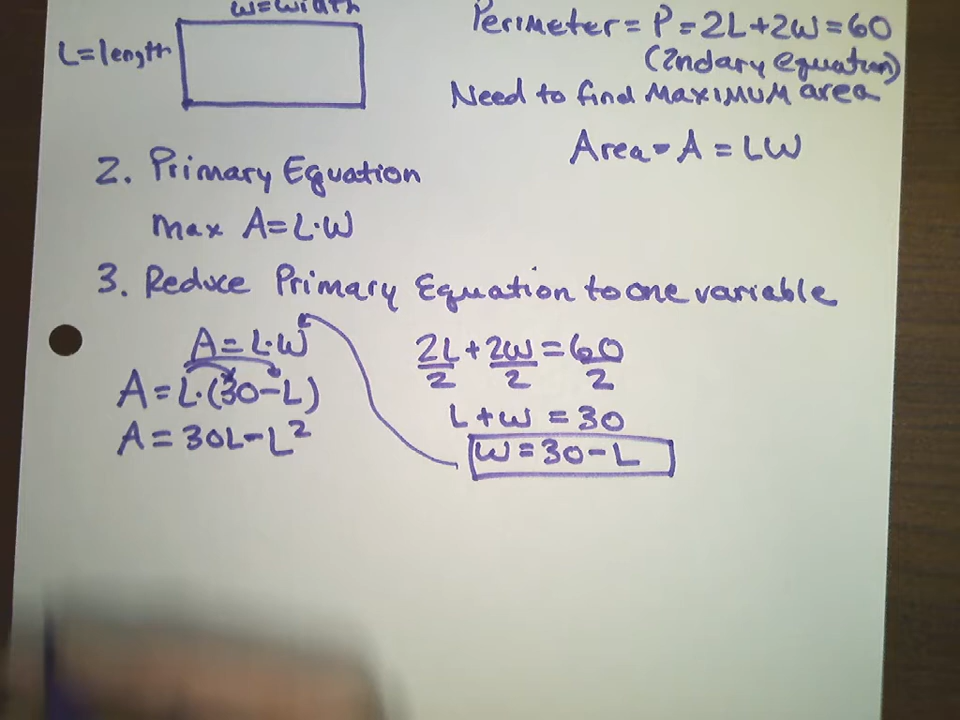 W=Width
L=length
Perimeter = P = 2L+2W=60
(2ndary equation)
Need to find MAXIMUM area
Area = A = LW
2. Primary Equation
max A=L·W
3. Reduce Primary Equation to one variable
A=L·W
A=L·(30-L)
A=30L-L²
2L/2 + 2W/2 = 60/2
L+W=30
W=30-L